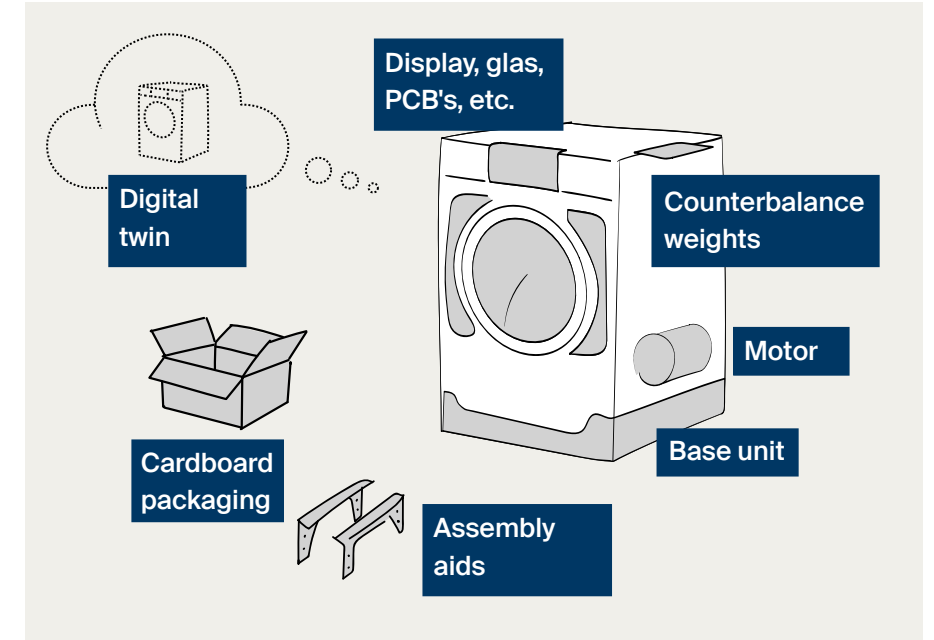 Display, glas,
PCB's, etc.
Digital
twin
Counterbalance
weights
Motor
Base unit
Cardboard
packaging
Assembly
aids